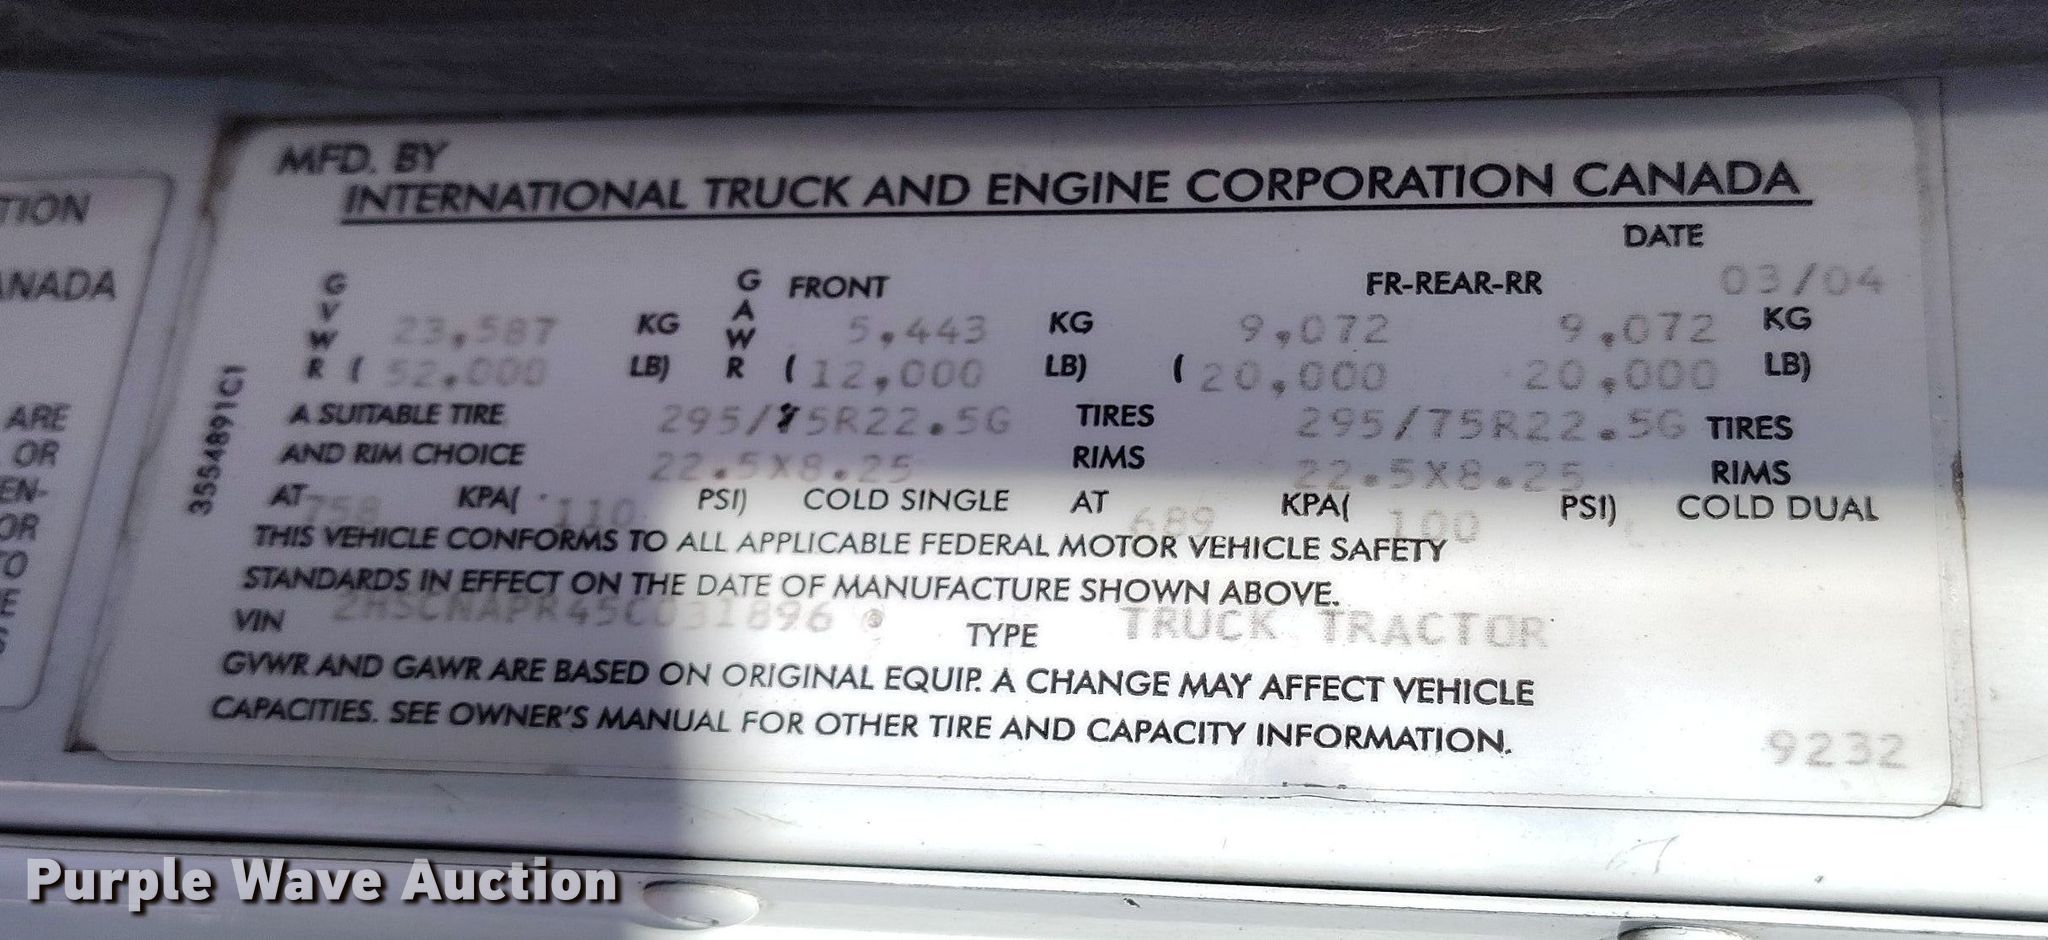 MFD. BY
INTERNATIONAL TRUCK AND ENGINE CORPORATION CANADA
DATE
03/04
GVWR 23,587 KG GAWR FRONT 5,443 KG FR-REAR-RR 9,072 9,072 KG
(52,000 LB) (12,000 LB) (20,000 20,000 LB)
A SUITABLE TIRE 295/75R22.5G TIRES 295/75R22.5G TIRES
AND RIM CHOICE 22.5X8.25 RIMS 22.5X8.25 RIMS
AT 758 KPA( 110 PSI) COLD SINGLE AT 689 KPA( 100 PSI) COLD DUAL
THIS VEHICLE CONFORMS TO ALL APPLICABLE FEDERAL MOTOR VEHICLE SAFETY
STANDARDS IN EFFECT ON THE DATE OF MANUFACTURE SHOWN ABOVE.
VIN 2HSCNAPR45C031896 TYPE TRUCK TRACTOR
GVWR AND GAWR ARE BASED ON ORIGINAL EQUIP. A CHANGE MAY AFFECT VEHICLE
CAPACITIES. SEE OWNER'S MANUAL FOR OTHER TIRE AND CAPACITY INFORMATION.
9232
3554891C1
TION
ANADA
ARE
OR
EN-
OR
TO
Purple Wave Auction